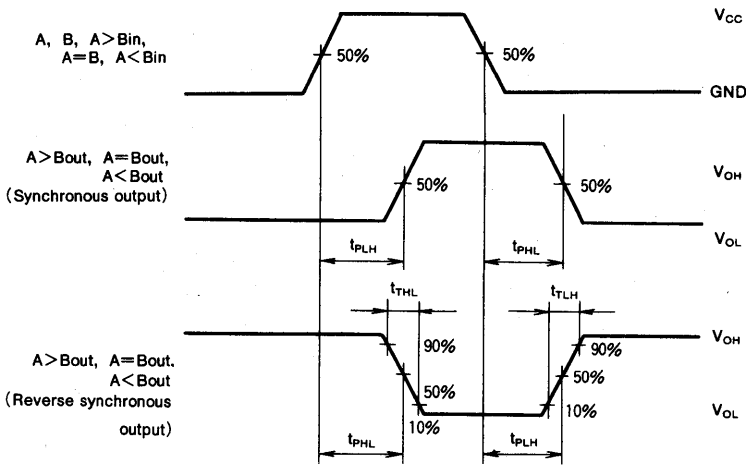 A, B, A>Bin,
A=B, A<Bin
50%
50%
VCC
GND
A>Bout, A=Bout,
A<Bout
(Synchronous output)
50%
50%
VOH
VOL
tPLH
tPHL
tTHL
tTLH
A>Bout, A=Bout.
A<Bout
(Reverse synchronous
output)
90%
50%
10%
90%
50%
10%
VOH
VOL
tPHL
tPLH